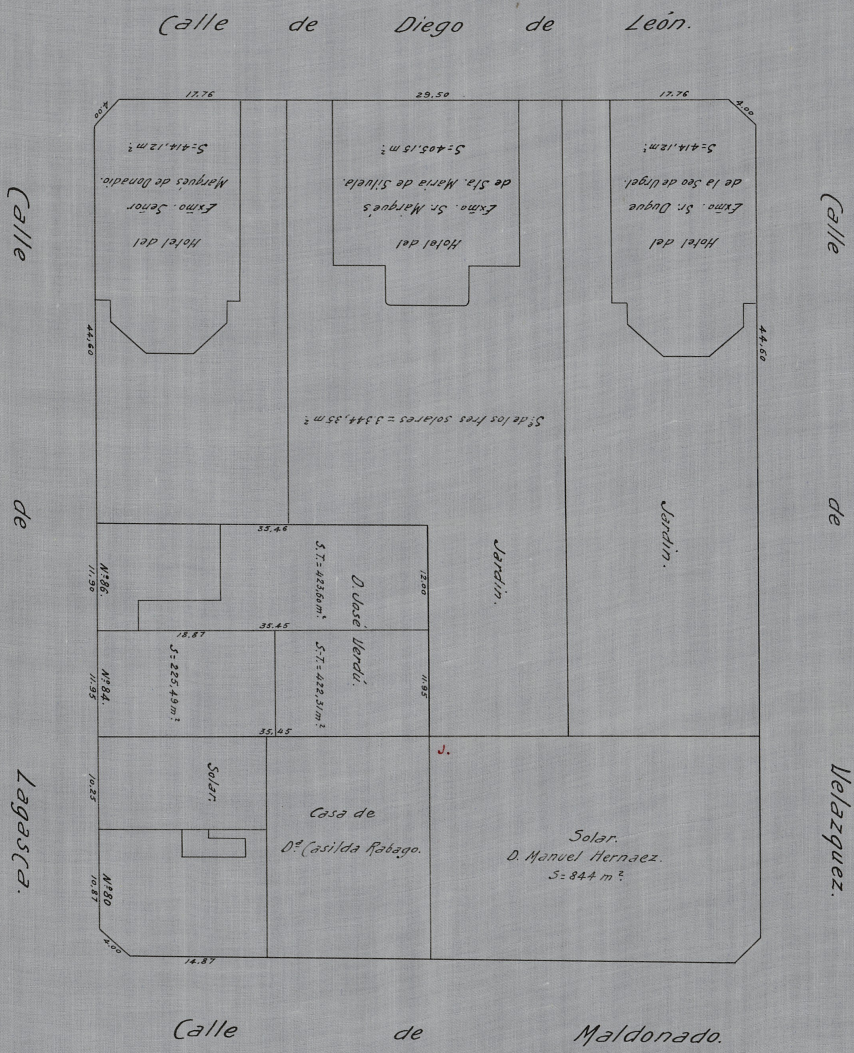 Calle de Diego de León.
Calle de Lagasca.
Calle de Velazquez.
4.00
17.76
29.50
17.76
4.00
Hotel del
Exmo. Señor
Marqués de Donadio.
S=414,12 m²
Hotel del
Exmo. Sr. Marqués
de Sta. María de Silvela.
S=405,15 m²
Hotel del
Exmo. Sr. Duque
de la Seo de Urgel.
S=414,12 m²
44,60
44,60
Sº de los tres solares = 3344,35 m²
Jardin.
Jardin.
35.46
Nº 86.
11.90
S.T.=423,60 m²
D. José Verdú.
12.00
35.45
18.87
Nº 84.
11.95
S=225,49 m²
S.T.=422,31 m²
11.95
35.45
J.
10.25
Solar.
Casa de
Dª Casilda Rabago.
Solar.
D. Manuel Hernaez.
S=844 m²
Nº 80
10.87
4.00
14.87
Calle de Maldonado.